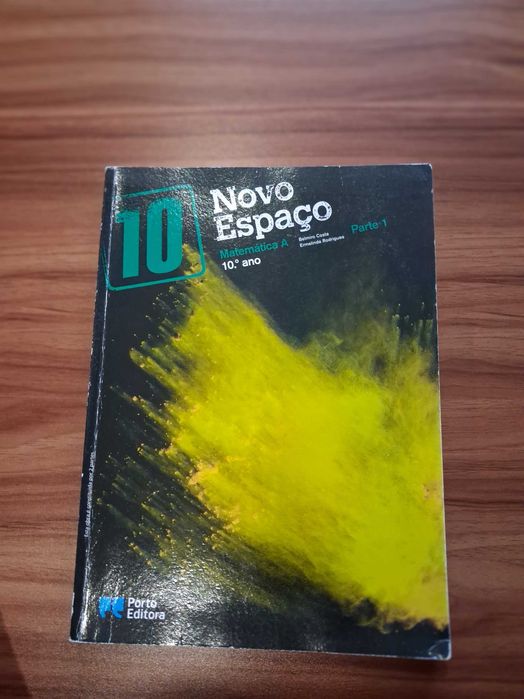 10
Novo
Espaço
Matemática A
Belmiro Costa
Ermelinda Rodrigues
Parte 1
10.º ano
Porto
Editora